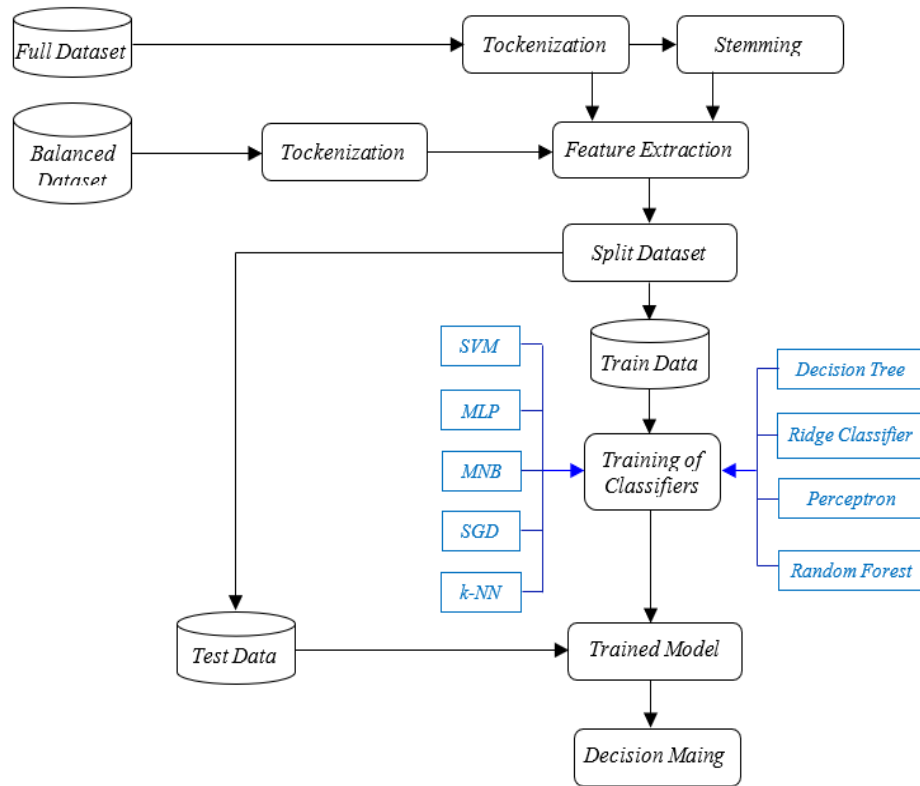 Full Dataset
Tockenization
Stemming
Balanced
Dataset
Tockenization
Feature Extraction
Split Dataset
Train Data
SVM
MLP
MNB
SGD
k-NN
Training of
Classifiers
Decision Tree
Ridge Classifier
Perceptron
Random Forest
Test Data
Trained Model
Decision Maing